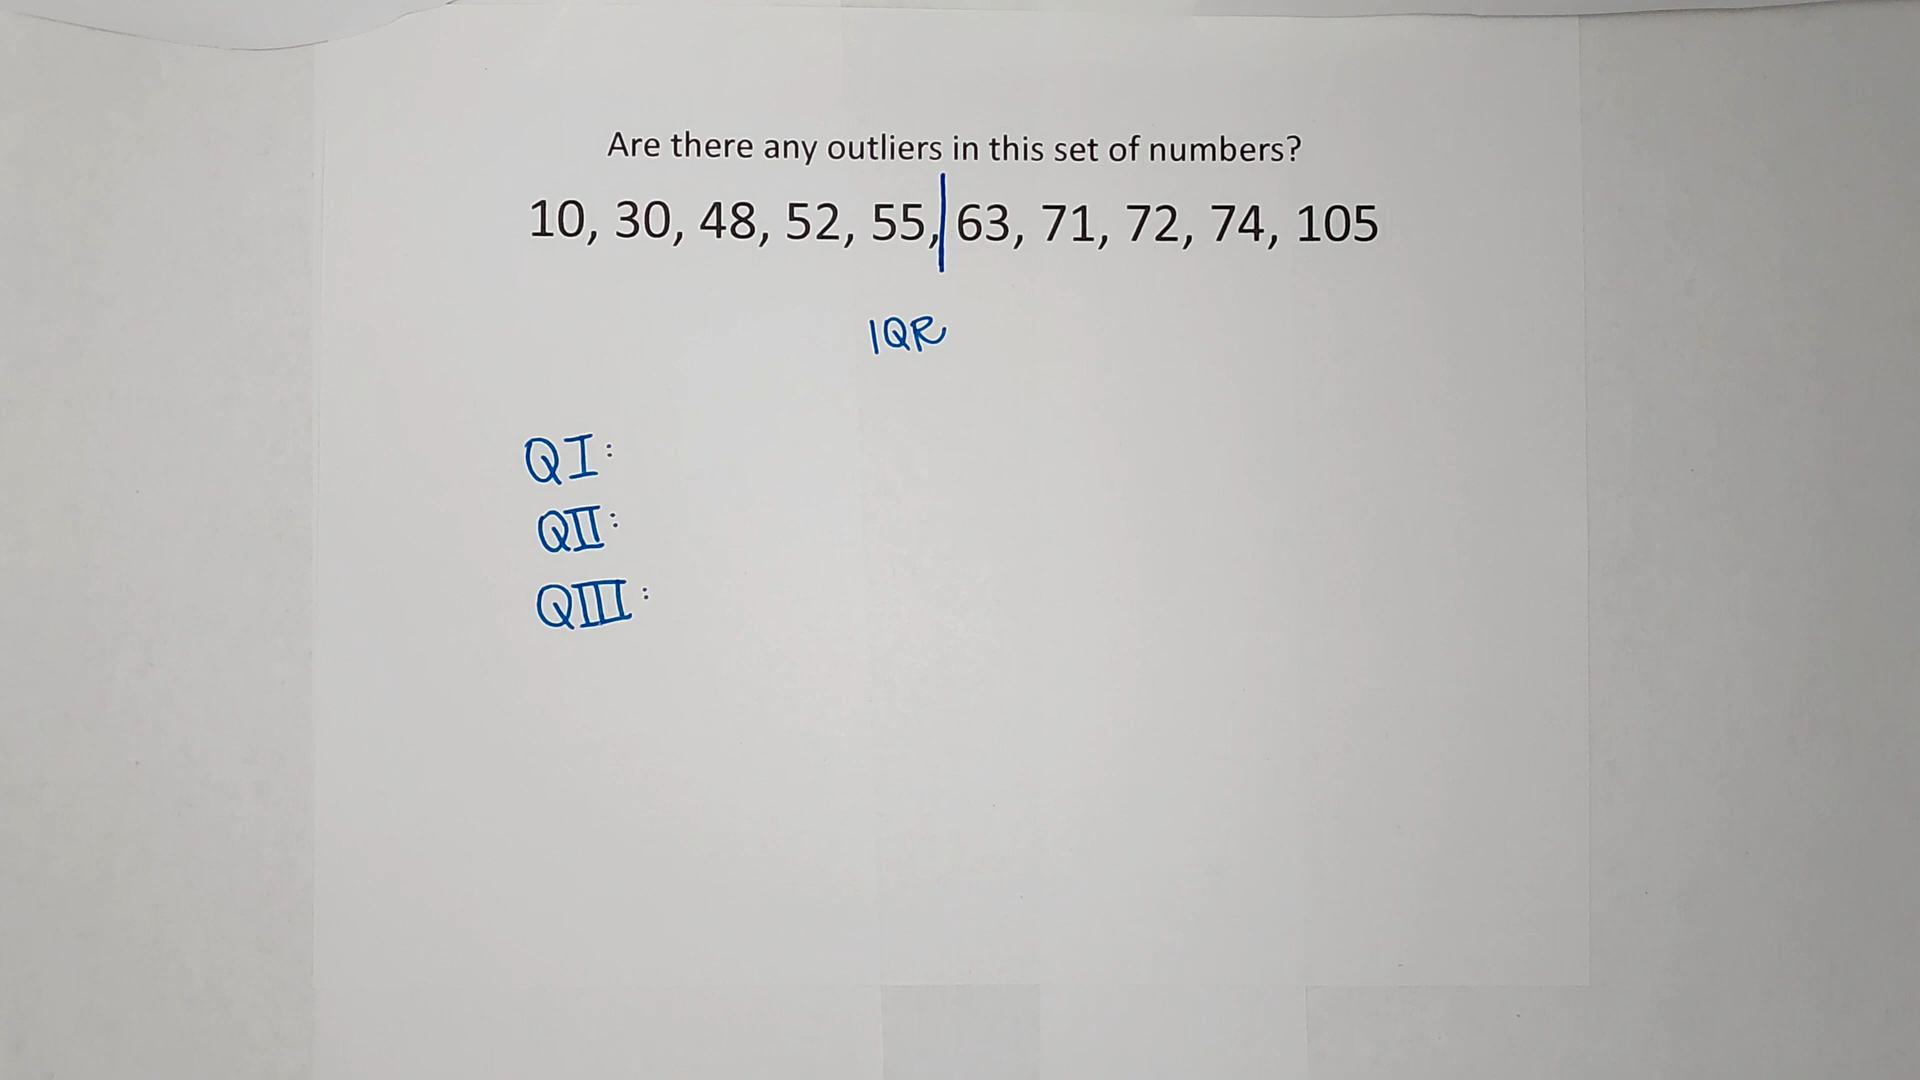 Are there any outliers in this set of numbers?
10, 30, 48, 52, 55, 63, 71, 72, 74, 105
IQR
QI:
QII:
QIII: